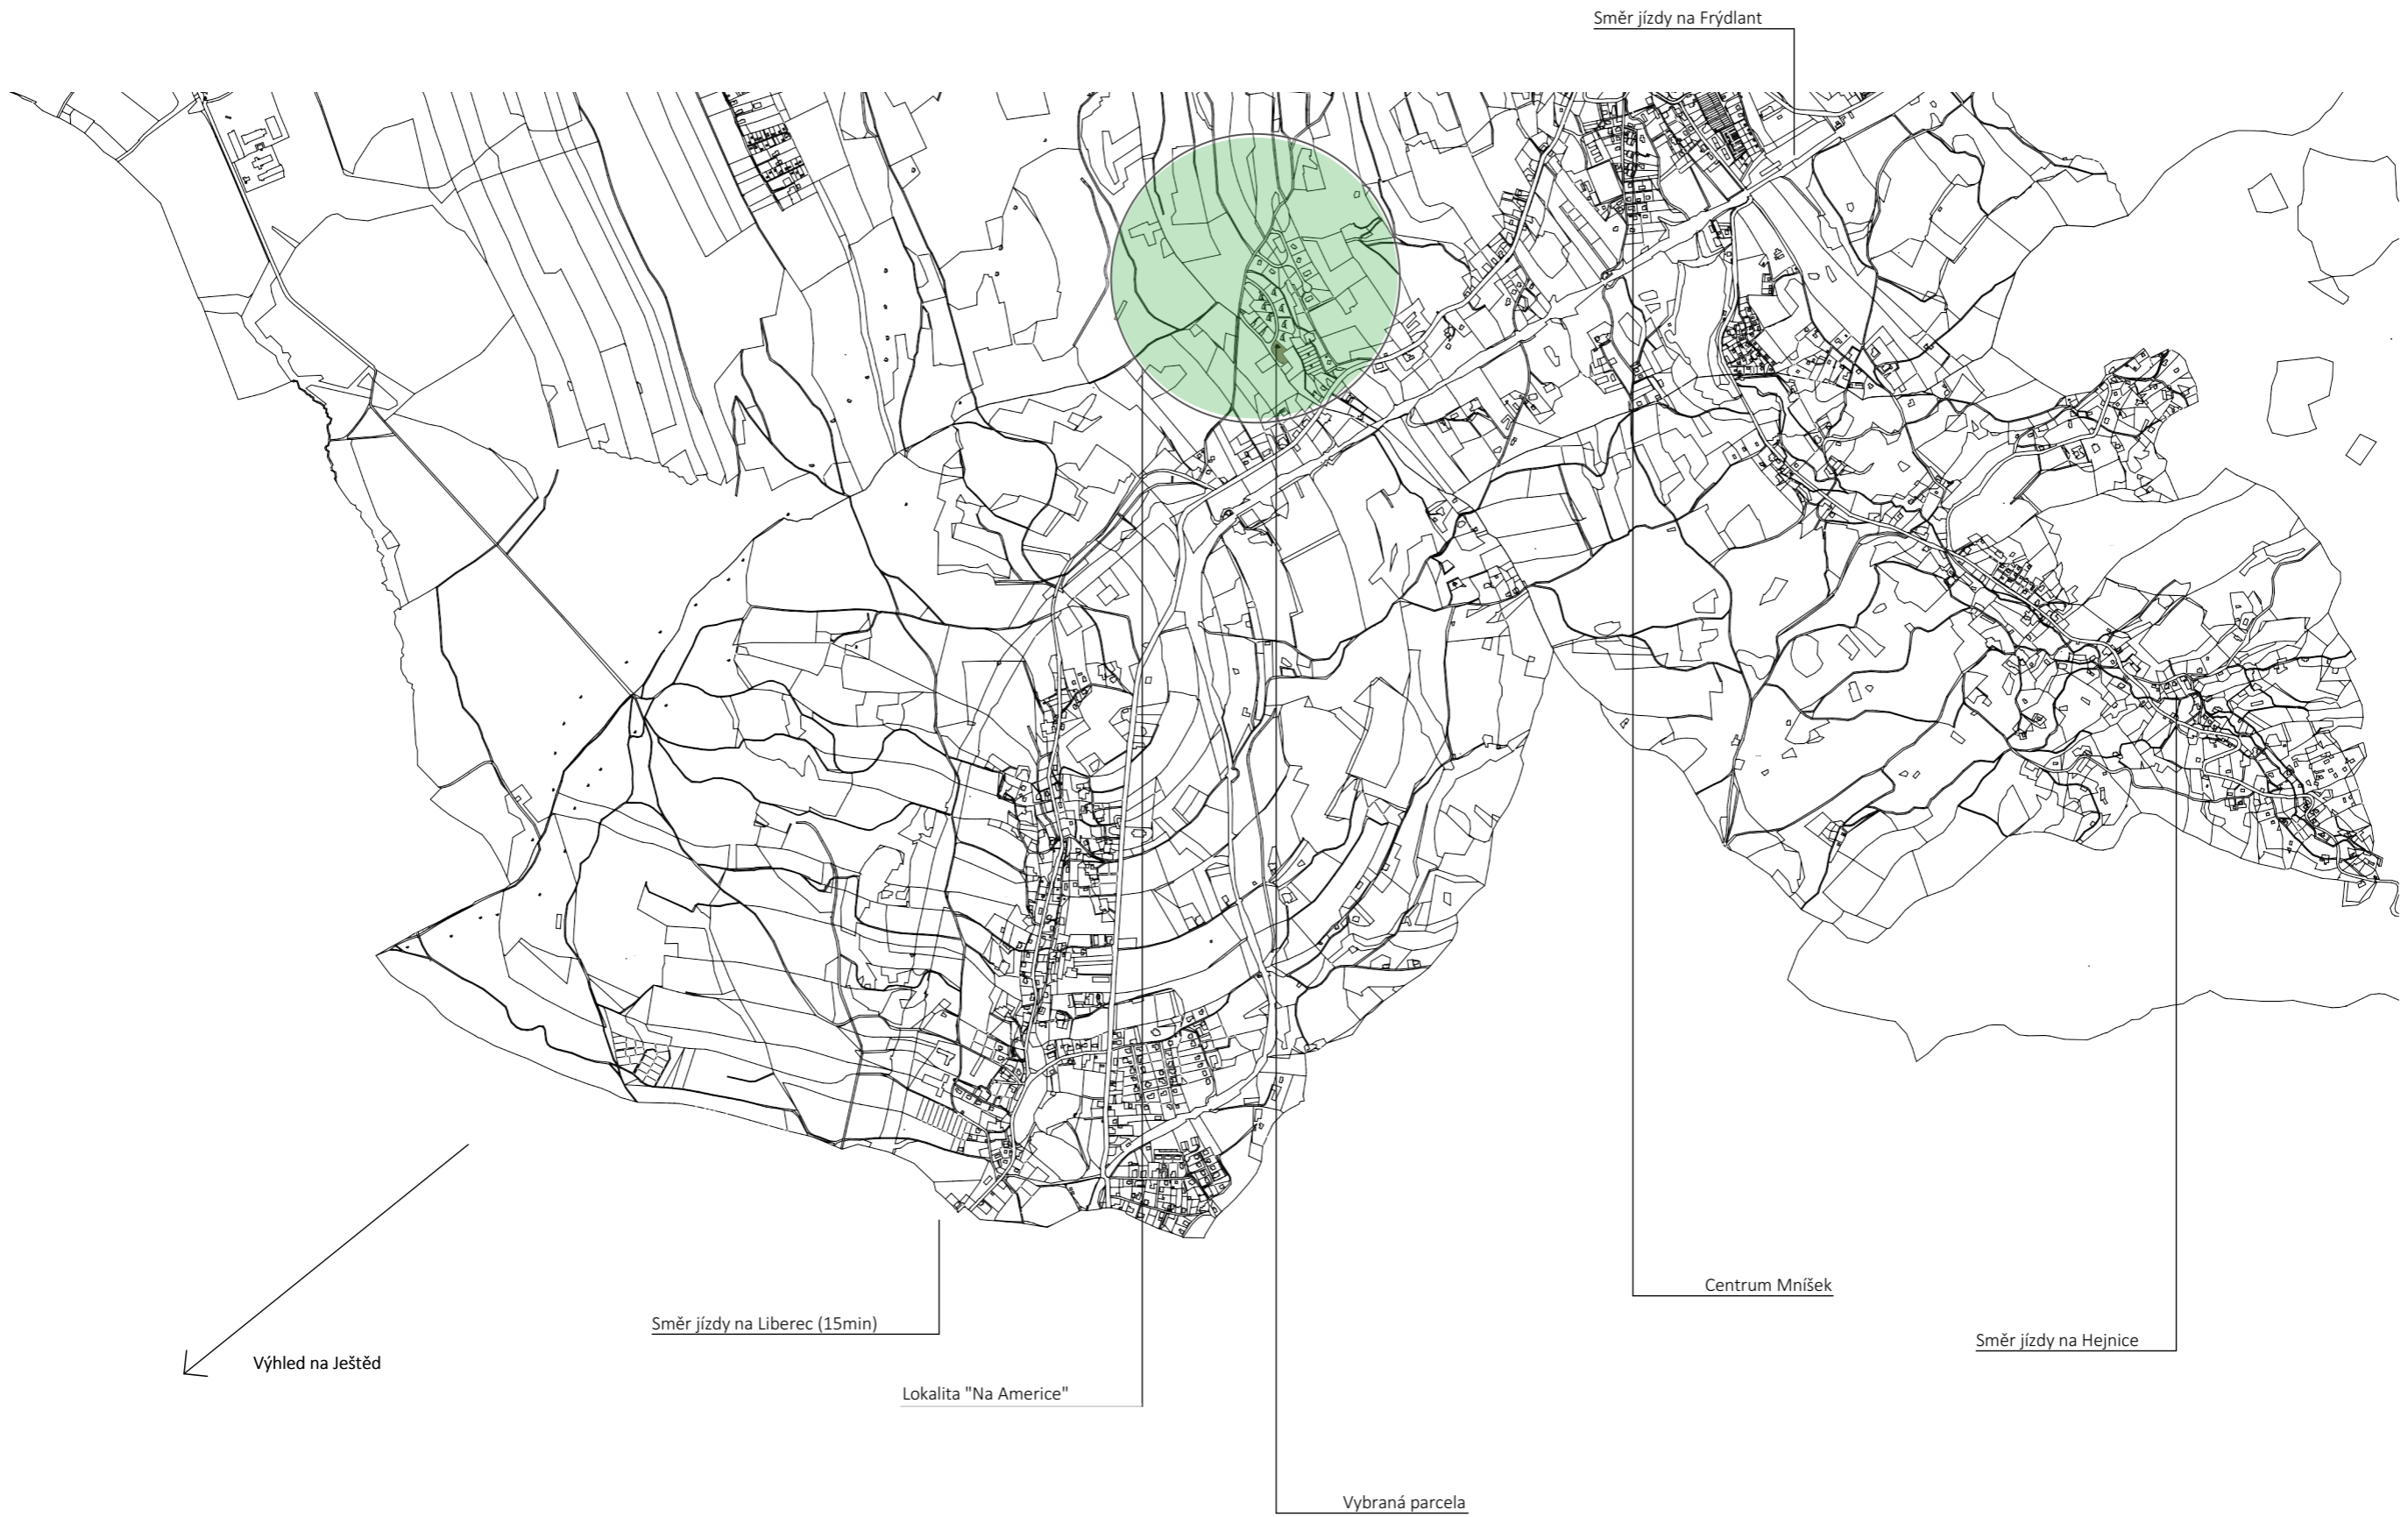 Směr jízdy na Frýdlant
Centrum Mníšek
Směr jízdy na Liberec (15min)
Směr jízdy na Hejnice
Výhled na Ještěd
Lokalita "Na Americe"
Vybraná parcela